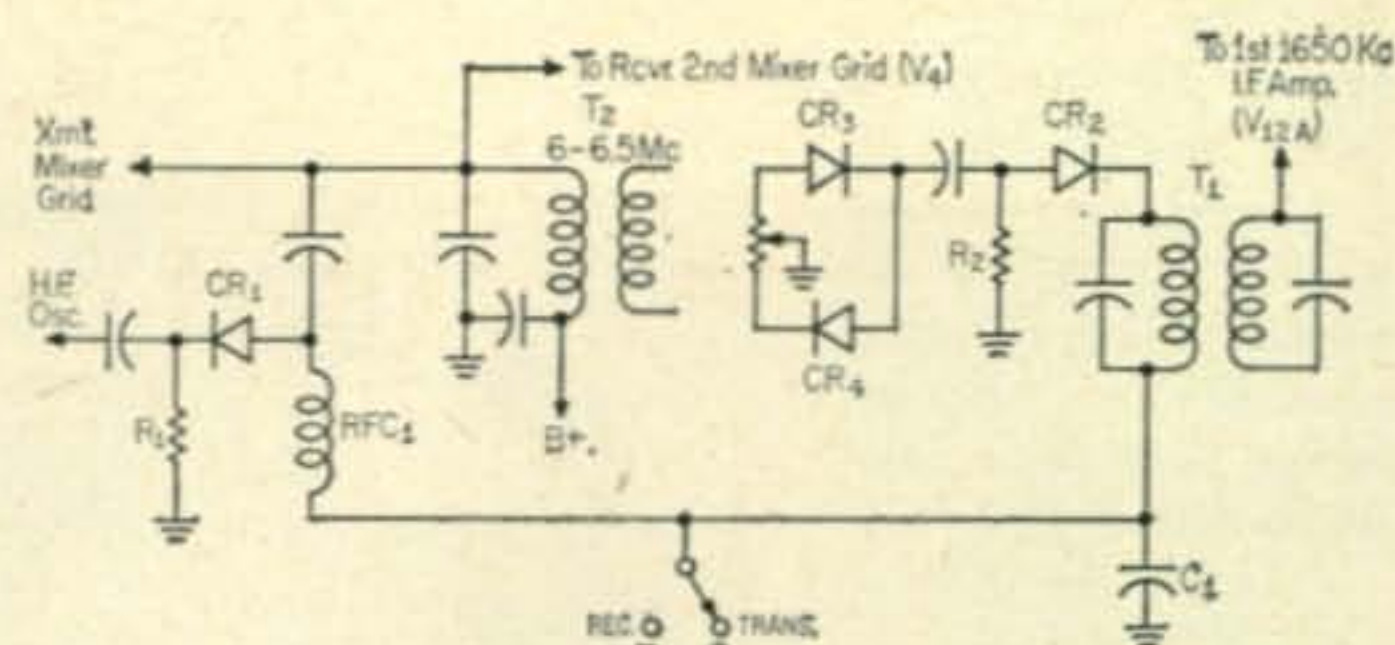 To Rcvr. 2nd Mixer Grid (V4)
To 1st 1650 Kc
I.F. Amp.
(V12A)
Xmt.
Mixer
Grid
T2
6-6.5Mc
CR3
CR2
T1
H.F.
Osc.
CR1
R2
CR4
R1
RFC1
B+.
C1
REC.
TRANS.